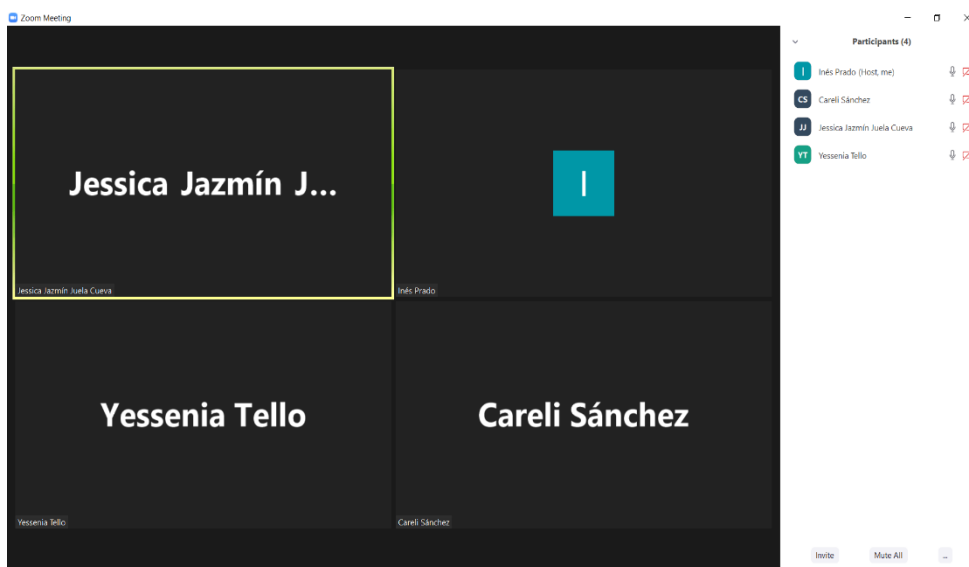 Zoom Meeting
Jessica Jazmín J...
Jessica Jazmín Juela Cueva
I
Inés Prado
Yessenia Tello
Yessenia Tello
Careli Sánchez
Careli Sánchez
Participants (4)
I Inés Prado (Host, me)
CS Careli Sánchez
JJ Jessica Jazmín Juela Cueva
YT Yessenia Tello
Invite Mute All ...